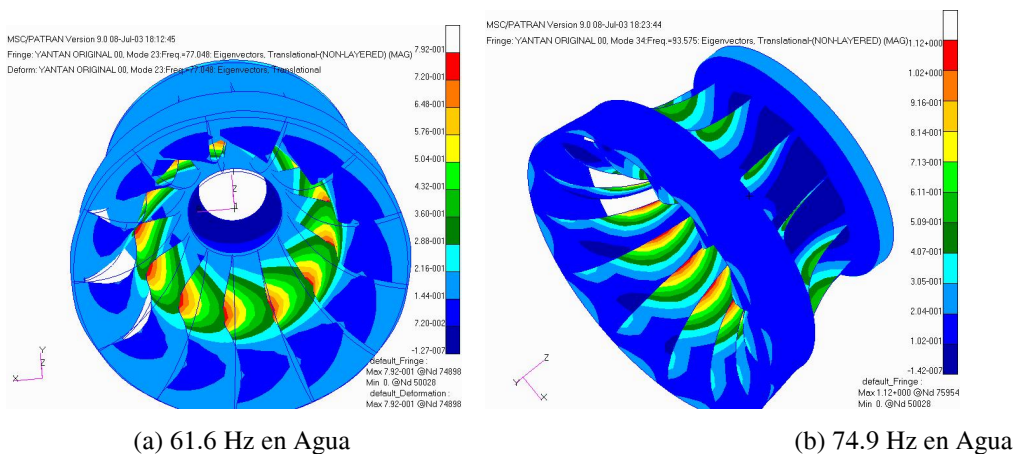 MSC/PATRAN Version 9.0 08-Jul-03 18:12:45
Fringe: YANTAN ORIGINAL 00, Mode 23:Freq.=77.048: Eigenvectors, Translational-(NON-LAYERED) (MAG)
Deform: YANTAN ORIGINAL 00, Mode 23:Freq.=77.048: Eigenvectors, Translational
7.92-001
7.20-001
6.48-001
5.76-001
5.04-001
4.32-001
3.60-001
2.88-001
2.16-001
1.44-001
7.20-002
-1.27-007
Z
Y
Z
X
default_Fringe :
Max 7.92-001 @Nd 74898
Min 0. @Nd 50028
default_Deformation :
Max 7.92-001 @Nd 74898
(a) 61.6 Hz en Agua
MSC/PATRAN Version 9.0 08-Jul-03 18:23:44
Fringe: YANTAN ORIGINAL 00, Mode 34:Freq.=93.575: Eigenvectors, Translational-(NON-LAYERED) (MAG)
1.12+000
1.02+000
9.16-001
8.14-001
7.13-001
6.11-001
5.09-001
4.07-001
3.05-001
2.04-001
1.02-001
-1.42-007
Z
Y
X
default_Fringe :
Max 1.12+000 @Nd 75954
Min 0. @Nd 50028
(b) 74.9 Hz en Agua